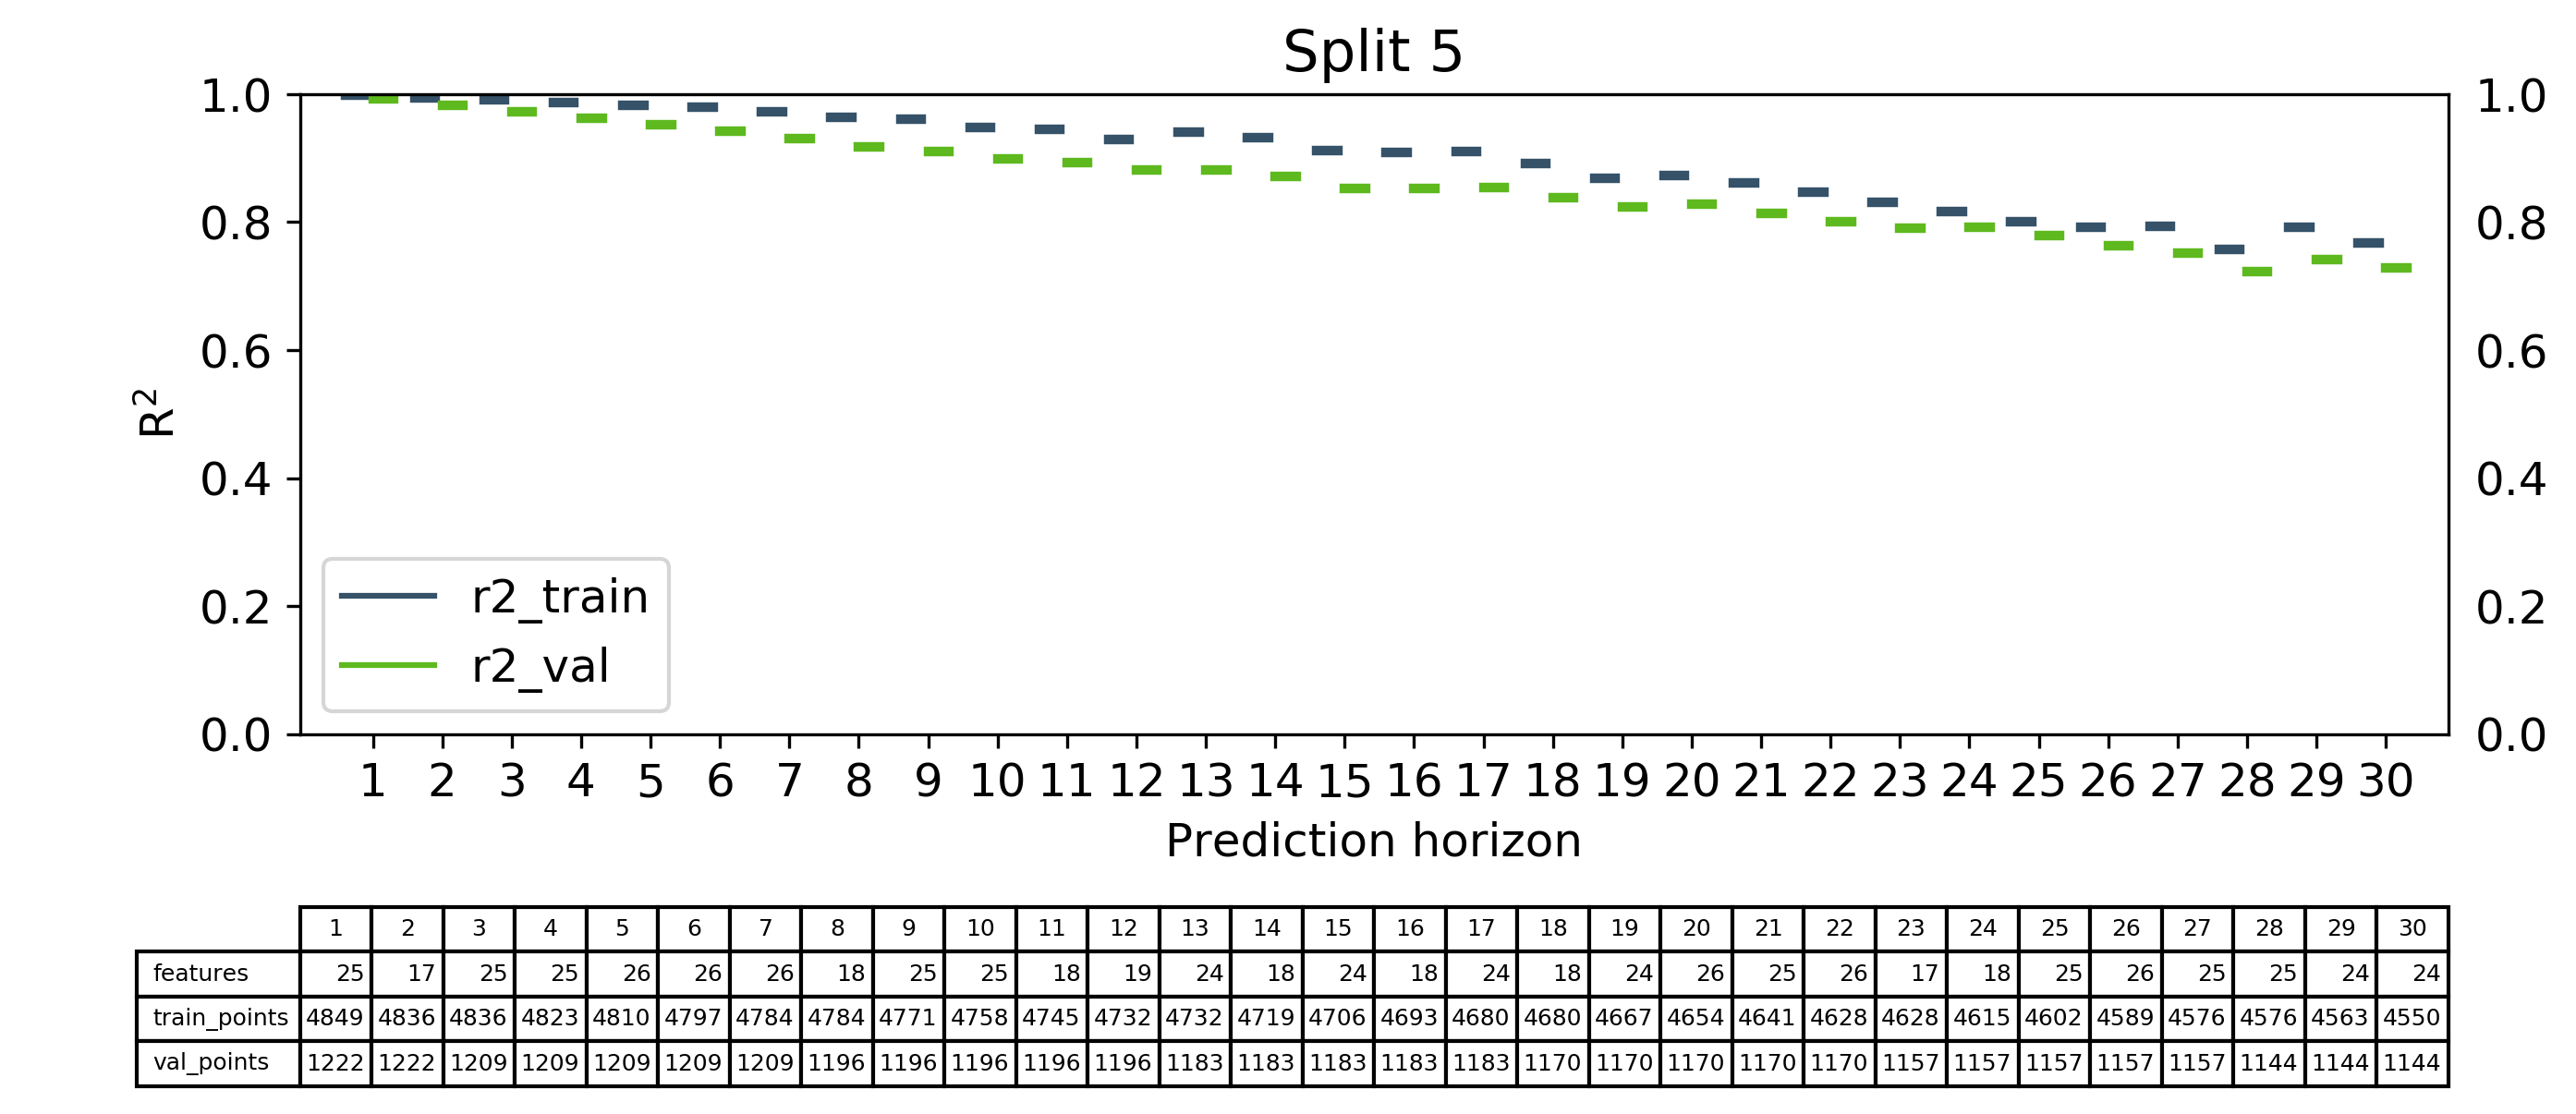 Split 5
1.0 1.0
0.8 0.8
0.6 0.6
R²
0.4 0.4
0.2 0.2
0.0 0.0
r2_train
r2_val
1 2 3 4 5 6 7 8 9 10 11 12 13 14 15 16 17 18 19 20 21 22 23 24 25 26 27 28 29 30
Prediction horizon
1 2 3 4 5 6 7 8 9 10 11 12 13 14 15 16 17 18 19 20 21 22 23 24 25 26 27 28 29 30
features 25 17 25 25 26 26 26 18 25 25 18 19 24 18 24 18 24 18 24 26 25 26 17 18 25 26 25 25 24 24
train_points 4849 4836 4836 4823 4810 4797 4784 4784 4771 4758 4745 4732 4732 4719 4706 4693 4680 4680 4667 4654 4641 4628 4628 4615 4602 4589 4576 4576 4563 4550
val_points 1222 1222 1209 1209 1209 1209 1209 1196 1196 1196 1196 1196 1183 1183 1183 1183 1183 1170 1170 1170 1170 1170 1157 1157 1157 1157 1157 1144 1144 1144